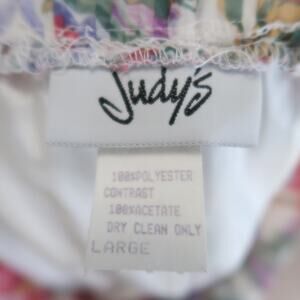 Judy's
100%POLYESTER
CONTRAST
100%ACETATE
DRY CLEAN ONLY
LARGE